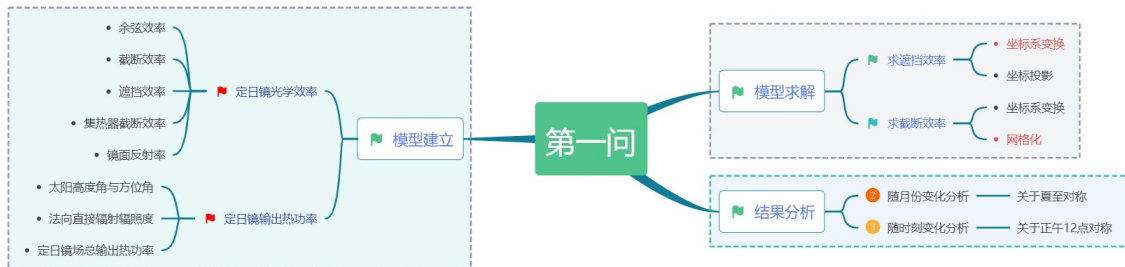 余弦效率
截断效率
遮挡效率
集热器截断效率
镜面反射率
定日镜光学效率
太阳高度角与方位角
法向直接辐射辐照度
定日镜场总输出热功率
定日镜输出热功率
模型建立
第一问
模型求解
求遮挡效率
坐标系变换
坐标投影
求截断效率
坐标系变换
网格化
结果分析
2 随月份变化分析
关于夏至对称
3 随时刻变化分析
关于正午12点对称